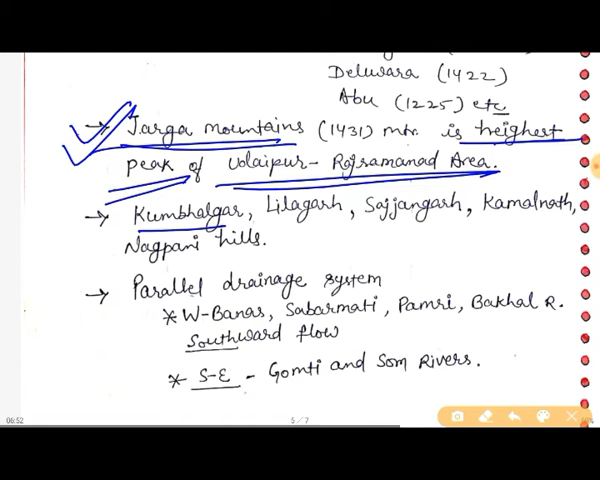 Delwara (1422)
Abu (1225) etc
→ Jarga mountains (1431) mtr. is heighest
peak of Udaipur- Rajsramanad Area.
→ Kumbhalgar, Lilagarh, Sajjangarh, Kamalnath,
Nagpani hills.
→ Parallel drainage system
* W-Banas, Sabarmati, Pamri, Bakhal R.
Southward flow
* S-E - Gomti and Som Rivers.
06:52
5/7